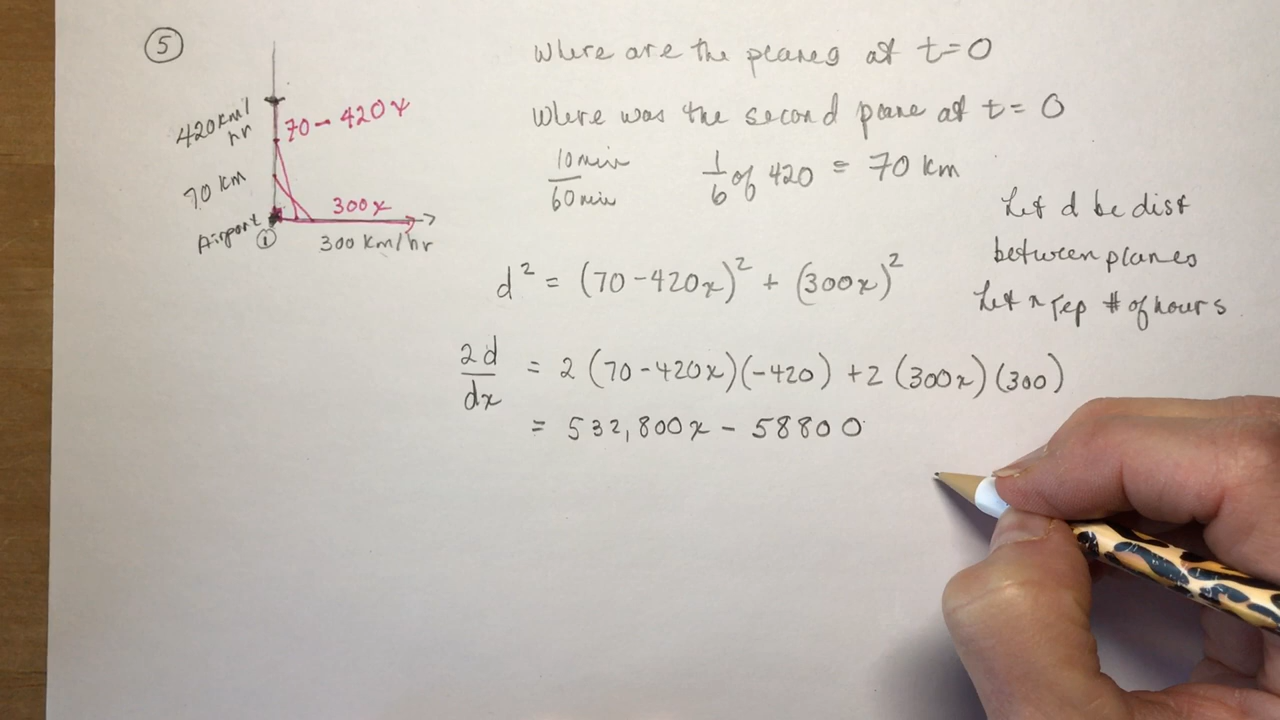 5
Where are the planes at t=0
420 km/hr
70 - 420x
Where was the second plane at t=0
10 min / 60 min
1/6 of 420 = 70 km
70 km
300x
Airport
1
300 km/hr
Let d be dist
between planes
Let x rep # of hours
d² = (70-420x)² + (300x)²
2d/dx = 2(70-420x)(-420) + 2(300x)(300)
= 532,800x - 58800